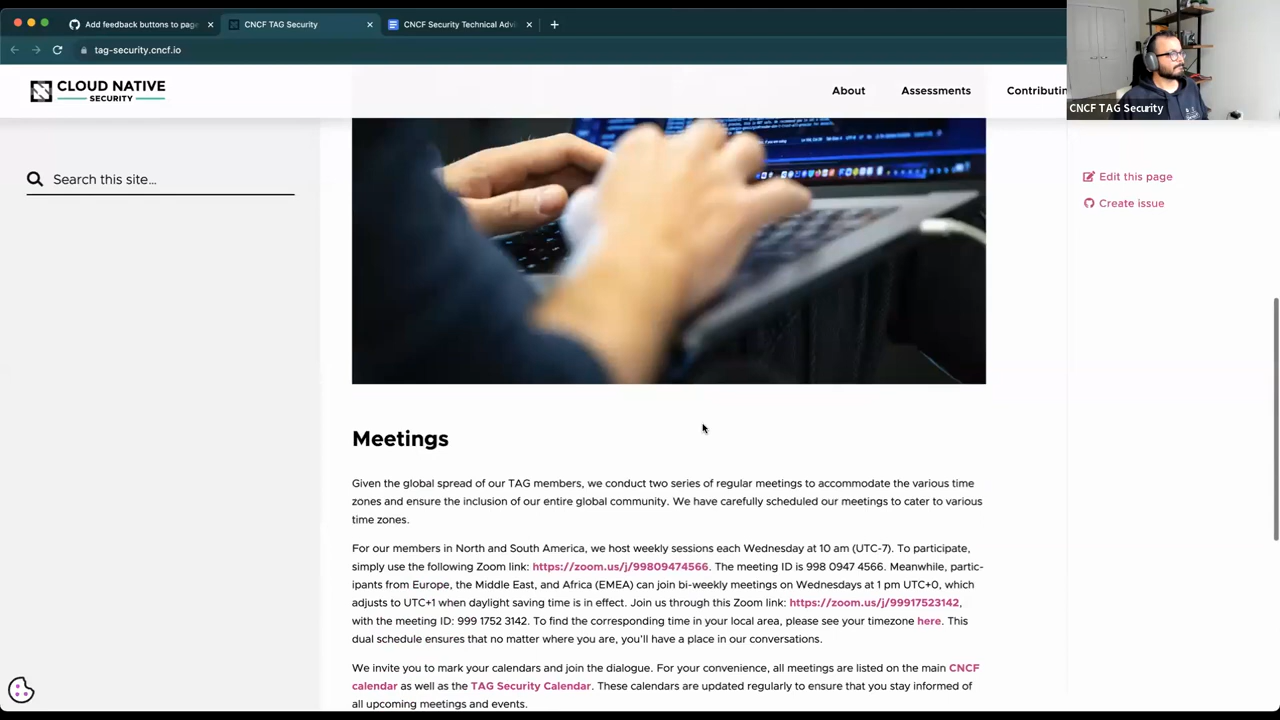 Add feedback buttons to page
CNCF TAG Security
CNCF Security Technical Advi
tag-security.cncf.io
CLOUD NATIVE
SECURITY
About
Assessments
Contributin
CNCF TAG Security
Search this site...
Edit this page
Create issue
Meetings
Given the global spread of our TAG members, we conduct two series of regular meetings to accommodate the various time
zones and ensure the inclusion of our entire global community. We have carefully scheduled our meetings to cater to various
time zones.
For our members in North and South America, we host weekly sessions each Wednesday at 10 am (UTC-7). To participate,
simply use the following Zoom link: https://zoom.us/j/99809474566. The meeting ID is 998 0947 4566. Meanwhile, partic-
ipants from Europe, the Middle East, and Africa (EMEA) can join bi-weekly meetings on Wednesdays at 1 pm UTC+0, which
adjusts to UTC+1 when daylight saving time is in effect. Join us through this Zoom link: https://zoom.us/j/99917523142,
with the meeting ID: 999 1752 3142. To find the corresponding time in your local area, please see your timezone here. This
dual schedule ensures that no matter where you are, you'll have a place in our conversations.
We invite you to mark your calendars and join the dialogue. For your convenience, all meetings are listed on the main CNCF
calendar as well as the TAG Security Calendar. These calendars are updated regularly to ensure that you stay informed of
all upcoming meetings and events.